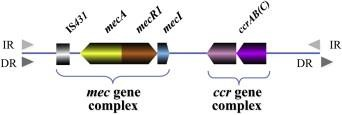 IS431 mecA mecR1 mecI ccrAB(C)
IR IR
DR DR
mec gene complex
ccr gene complex